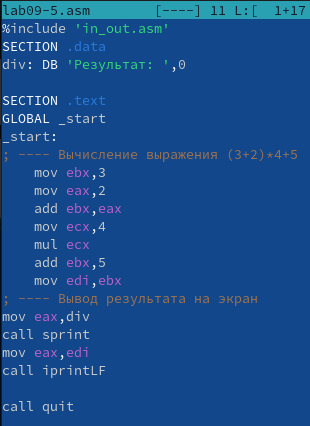 lab09-5.asm        [----] 11 L:[  1+17
%include 'in_out.asm'
SECTION .data
div: DB 'Результат: ',0
SECTION .text
GLOBAL _start
_start:
; ---- Вычисление выражения (3+2)*4+5
mov ebx,3
mov eax,2
add ebx,eax
mov ecx,4
mul ecx
add ebx,5
mov edi,ebx
; ---- Вывод результата на экран
mov eax,div
call sprint
mov eax,edi
call iprintLF
call quit